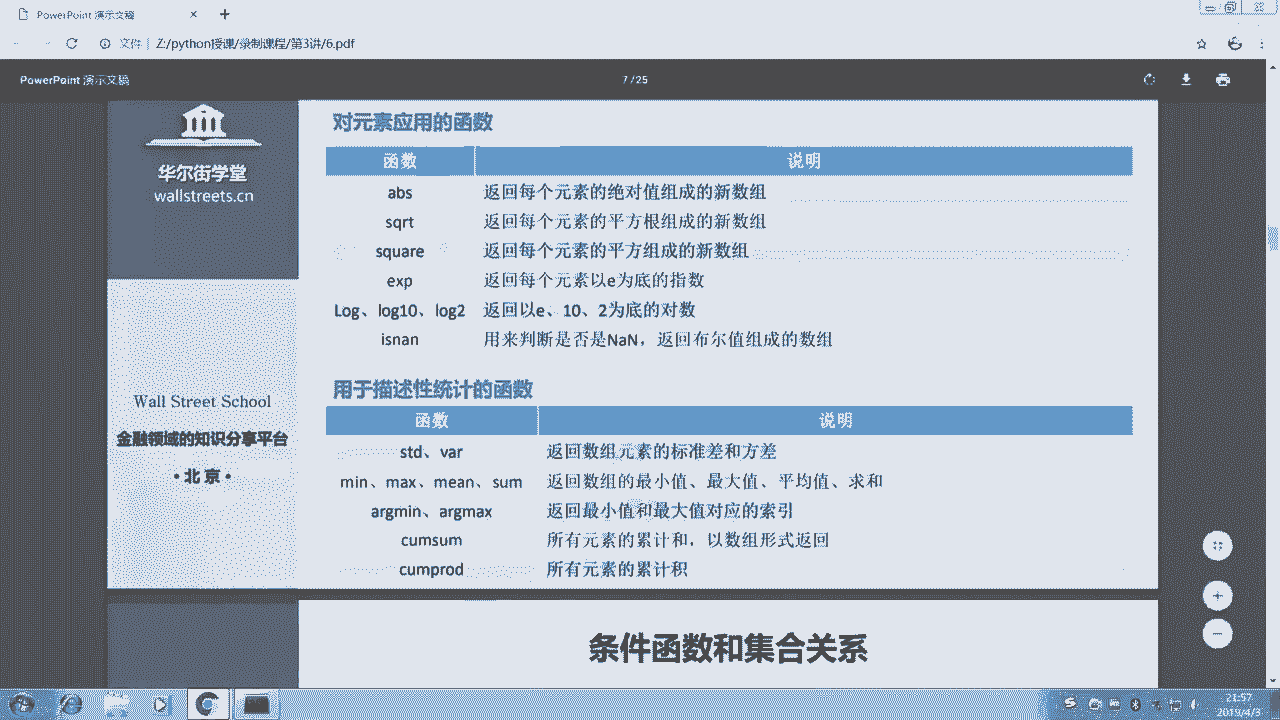 PowerPoint 演示文稿
文件 Z:/python授课/录制课程/第3讲/6.pdf
PowerPoint 演示文稿
7 / 25
华尔街学堂
wallstreets.cn
Wall Street School
金融领域的知识分享平台
• 北 京 •
对元素应用的函数
函数 说明
abs 返回每个元素的绝对值组成的新数组
sqrt 返回每个元素的平方根组成的新数组
square 返回每个元素的平方组成的新数组
exp 返回每个元素以e为底的指数
Log、log10、log2 返回以e、10、2为底的对数
isnan 用来判断是否是NaN，返回布尔值组成的数组
用于描述性统计的函数
函数 说明
std、var 返回数组元素的标准差和方差
min、max、mean、sum 返回数组的最小值、最大值、平均值、求和
argmin、argmax 返回最小值和最大值对应的索引
cumsum 所有元素的累计和，以数组形式返回
cumprod 所有元素的累计积
条件函数和集合关系
21:57
2019/4/3